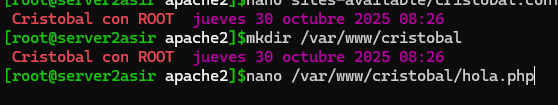 [root@server2asir apache2]$nano sites-available/cristobal.com
Cristobal con ROOT jueves 30 octubre 2025 08:26
[root@server2asir apache2]$mkdir /var/www/cristobal
Cristobal con ROOT jueves 30 octubre 2025 08:26
[root@server2asir apache2]$nano /var/www/cristobal/hola.php